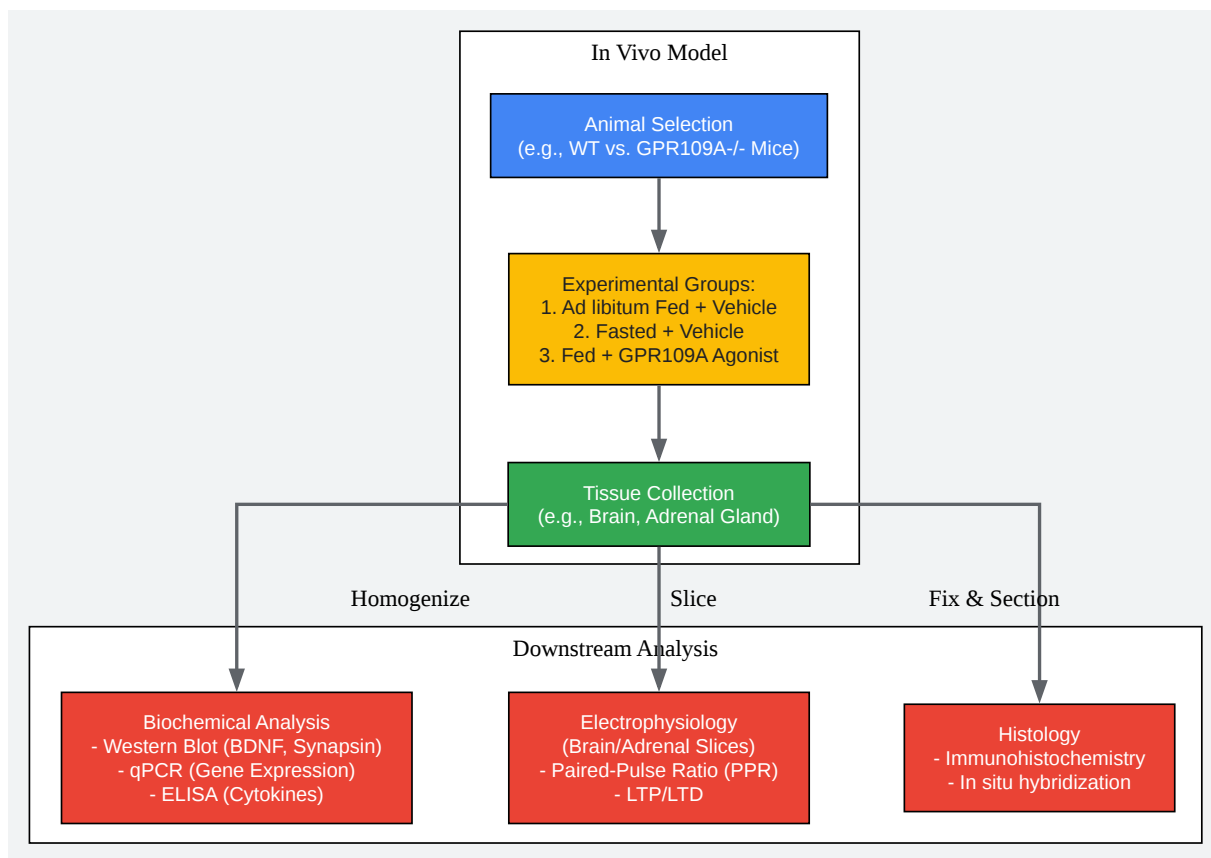 In Vivo Model
Animal Selection
(e.g., WT vs. GPR109A-/- Mice)
Experimental Groups:
1. Ad libitum Fed + Vehicle
2. Fasted + Vehicle
3. Fed + GPR109A Agonist
Tissue Collection
(e.g., Brain, Adrenal Gland)
Homogenize
Slice
Fix & Section
Downstream Analysis
Biochemical Analysis
- Western Blot (BDNF, Synapsin)
- qPCR (Gene Expression)
- ELISA (Cytokines)
Electrophysiology
(Brain/Adrenal Slices)
- Paired-Pulse Ratio (PPR)
- LTP/LTD
Histology
- Immunohistochemistry
- In situ hybridization